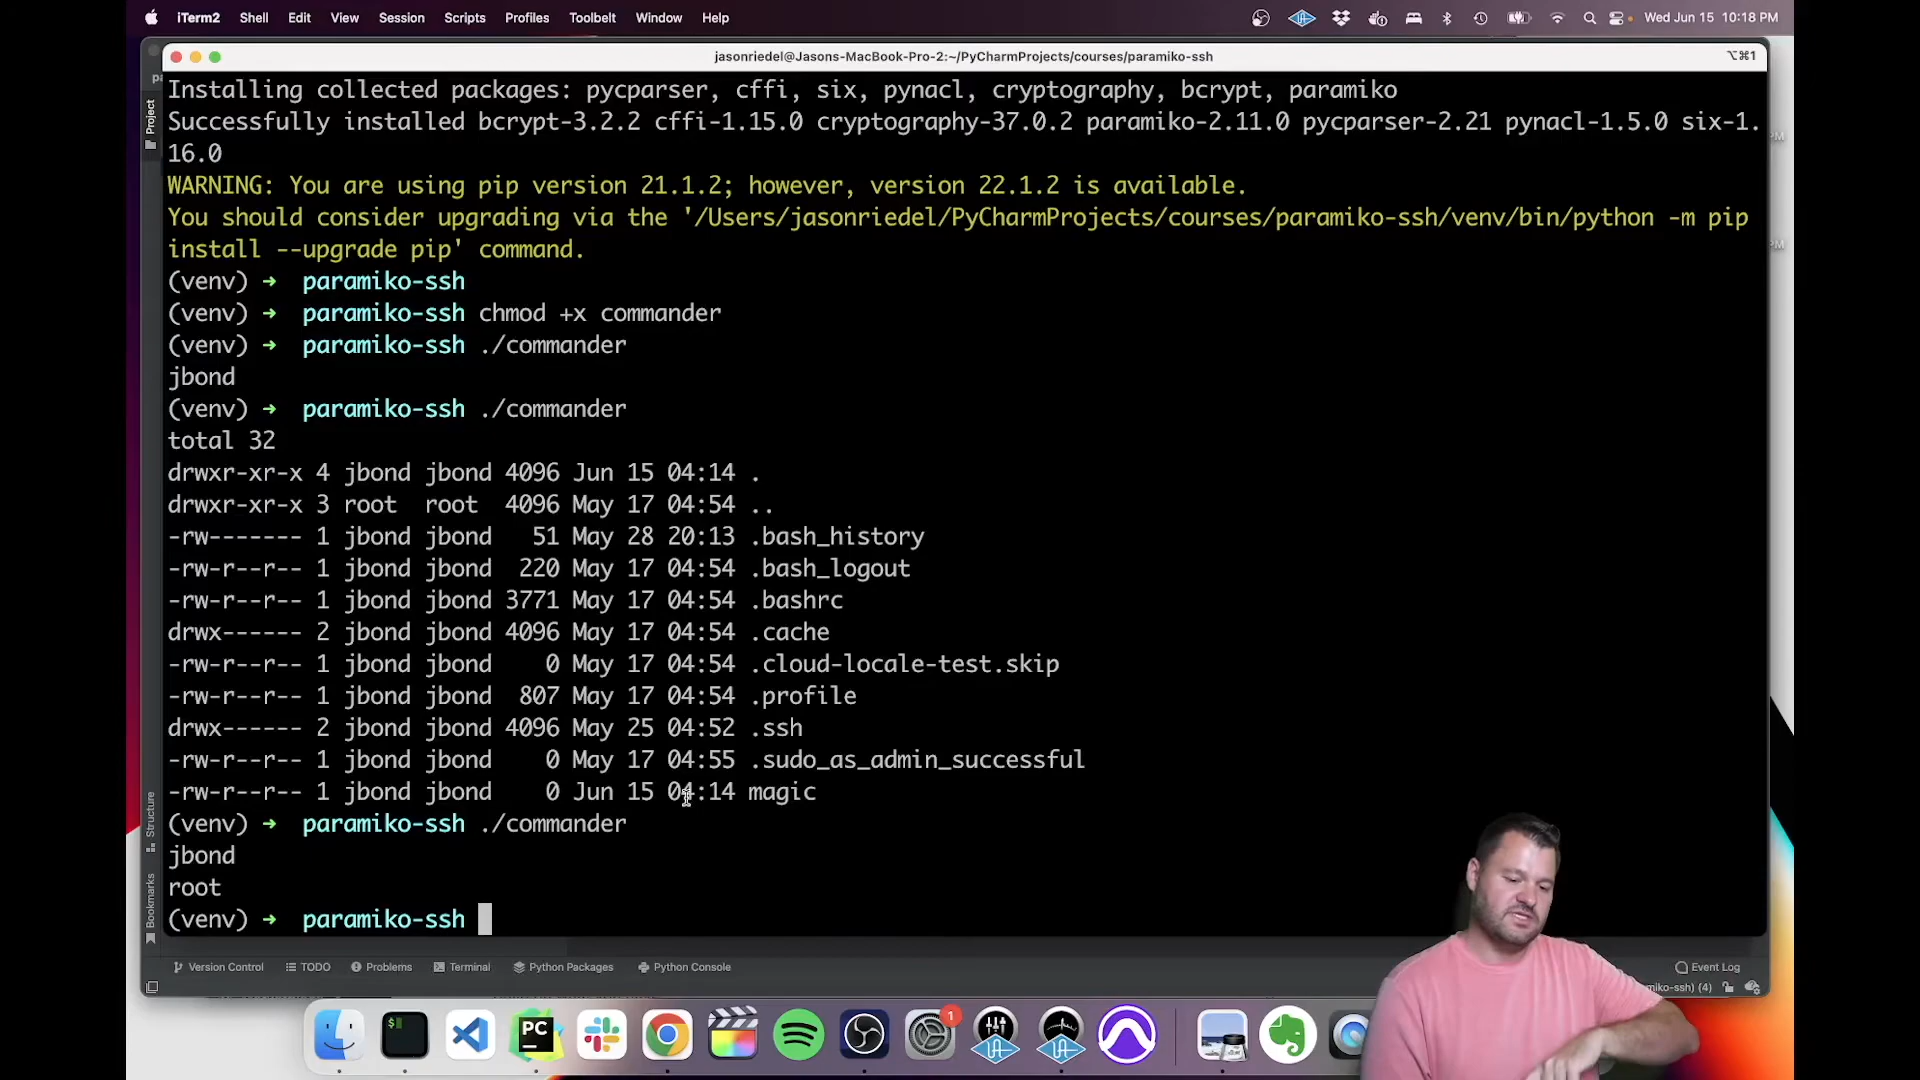 iTerm2 Shell Edit View Session Scripts Profiles Toolbelt Window Help Wed Jun 15 10:18 PM
jasonriedel@Jasons-MacBook-Pro-2:~/PyCharmProjects/courses/paramiko-ssh ⌥⌘1
Installing collected packages: pycparser, cffi, six, pynacl, cryptography, bcrypt, paramiko
Successfully installed bcrypt-3.2.2 cffi-1.15.0 cryptography-37.0.2 paramiko-2.11.0 pycparser-2.21 pynacl-1.5.0 six-1.
16.0
WARNING: You are using pip version 21.1.2; however, version 22.1.2 is available.
You should consider upgrading via the '/Users/jasonriedel/PyCharmProjects/courses/paramiko-ssh/venv/bin/python -m pip
install --upgrade pip' command.
(venv) ➜ paramiko-ssh
(venv) ➜ paramiko-ssh chmod +x commander
(venv) ➜ paramiko-ssh ./commander
jbond
(venv) ➜ paramiko-ssh ./commander
total 32
drwxr-xr-x 4 jbond jbond 4096 Jun 15 04:14 .
drwxr-xr-x 3 root root 4096 May 17 04:54 ..
-rw------- 1 jbond jbond 51 May 28 20:13 .bash_history
-rw-r--r-- 1 jbond jbond 220 May 17 04:54 .bash_logout
-rw-r--r-- 1 jbond jbond 3771 May 17 04:54 .bashrc
drwx------ 2 jbond jbond 4096 May 17 04:54 .cache
-rw-r--r-- 1 jbond jbond 0 May 17 04:54 .cloud-locale-test.skip
-rw-r--r-- 1 jbond jbond 807 May 17 04:54 .profile
drwx------ 2 jbond jbond 4096 May 25 04:52 .ssh
-rw-r--r-- 1 jbond jbond 0 May 17 04:55 .sudo_as_admin_successful
-rw-r--r-- 1 jbond jbond 0 Jun 15 04:14 magic
(venv) ➜ paramiko-ssh ./commander
jbond
root
(venv) ➜ paramiko-ssh
Project
Structure
Bookmarks
Version Control TODO Problems Terminal Python Packages Python Console Event Log
miko-ssh) (4)
$
PC
1
UA
UA